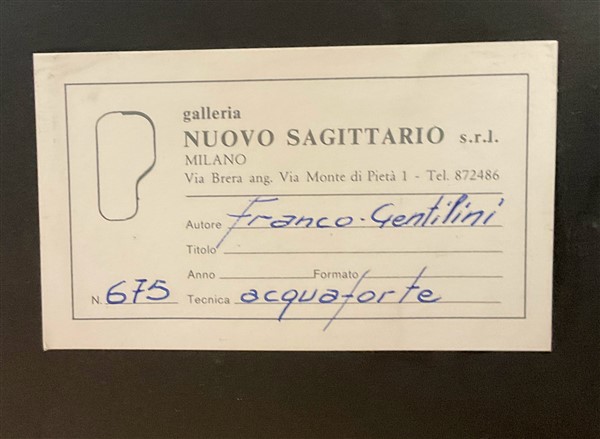 galleria
NUOVO SAGITTARIO s.r.l.
MILANO
Via Brera ang. Via Monte di Pietà 1 - Tel. 872486
Autore Franco Gentilini
Titolo
Anno Formato
N. 675 Tecnica acquaforte